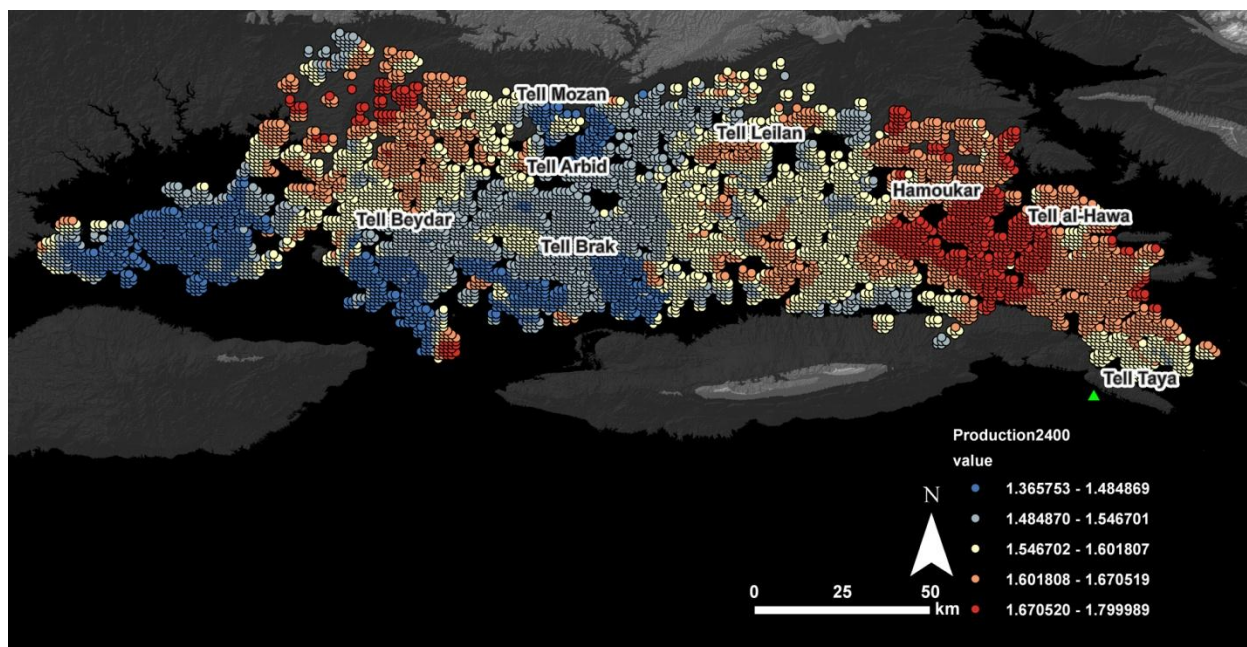 Tell Mozan
Tell Leilan
Tell Arbid
Hamoukar
Tell Beydar
Tell al-Hawa
Tell Brak
Tell Taya
Production2400
value
1.365753 - 1.484869
1.484870 - 1.546701
1.546702 - 1.601807
1.601808 - 1.670519
1.670520 - 1.799989
N
0 25 50
km